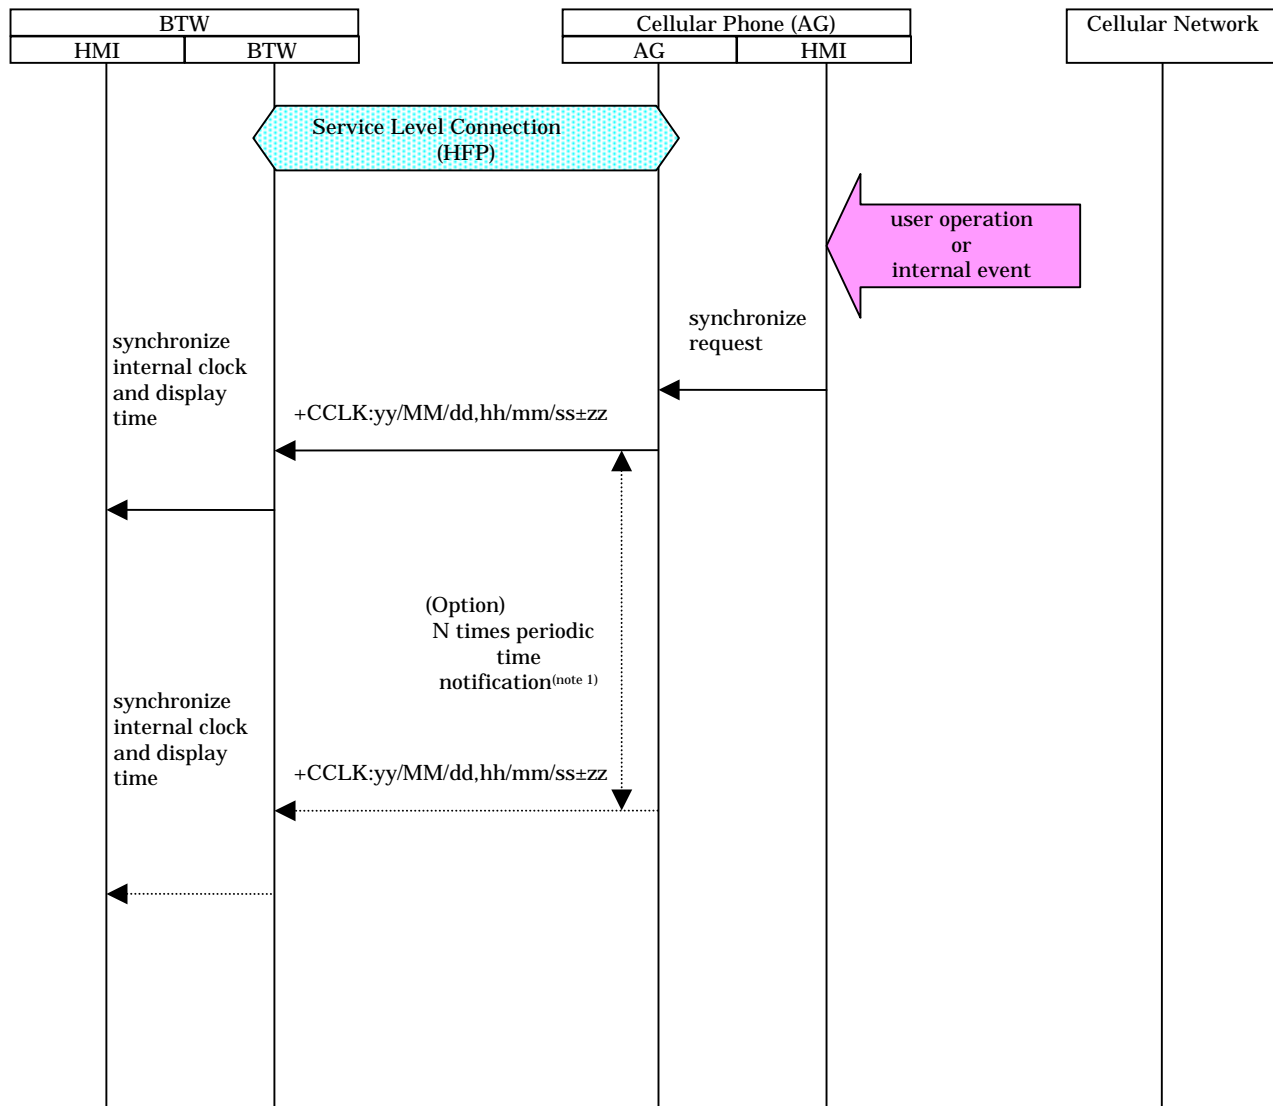 BTW
Cellular Phone (AG)
Cellular Network
HMI
BTW
AG
HMI
Service Level Connection
(HFP)
user operation
or
internal event
synchronize
request
synchronize
internal clock
and display
time
+CCLK:yy/MM/dd,hh/mm/ss±zz
(Option)
N times periodic
time
notification(note 1)
synchronize
internal clock
and display
time
+CCLK:yy/MM/dd,hh/mm/ss±zz